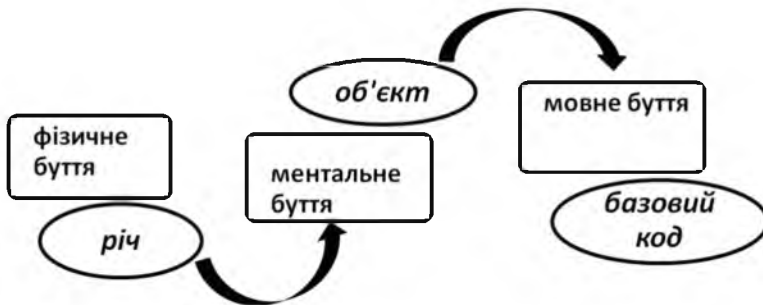 фізичне
буття
річ
об'єкт
ментальне
буття
мовне буття
базовий
код